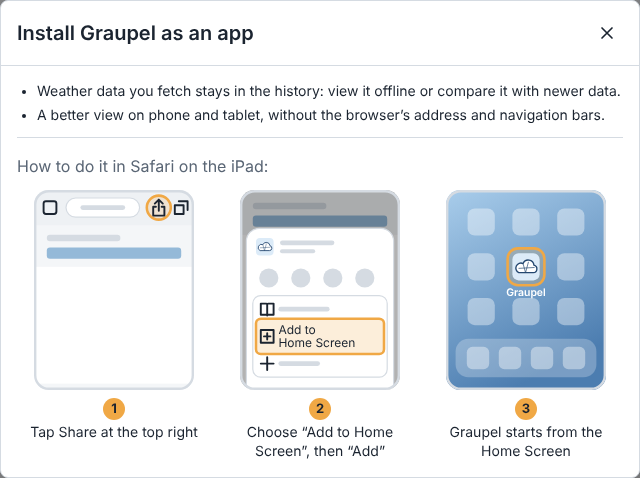 Install Graupel as an app
• Weather data you fetch stays in the history: view it offline or compare it with newer data.
• A better view on phone and tablet, without the browser’s address and navigation bars.
How to do it in Safari on the iPad:
Add to
Home Screen
Graupel
1
Tap Share at the top right
2
Choose “Add to Home
Screen”, then “Add”
3
Graupel starts from the
Home Screen